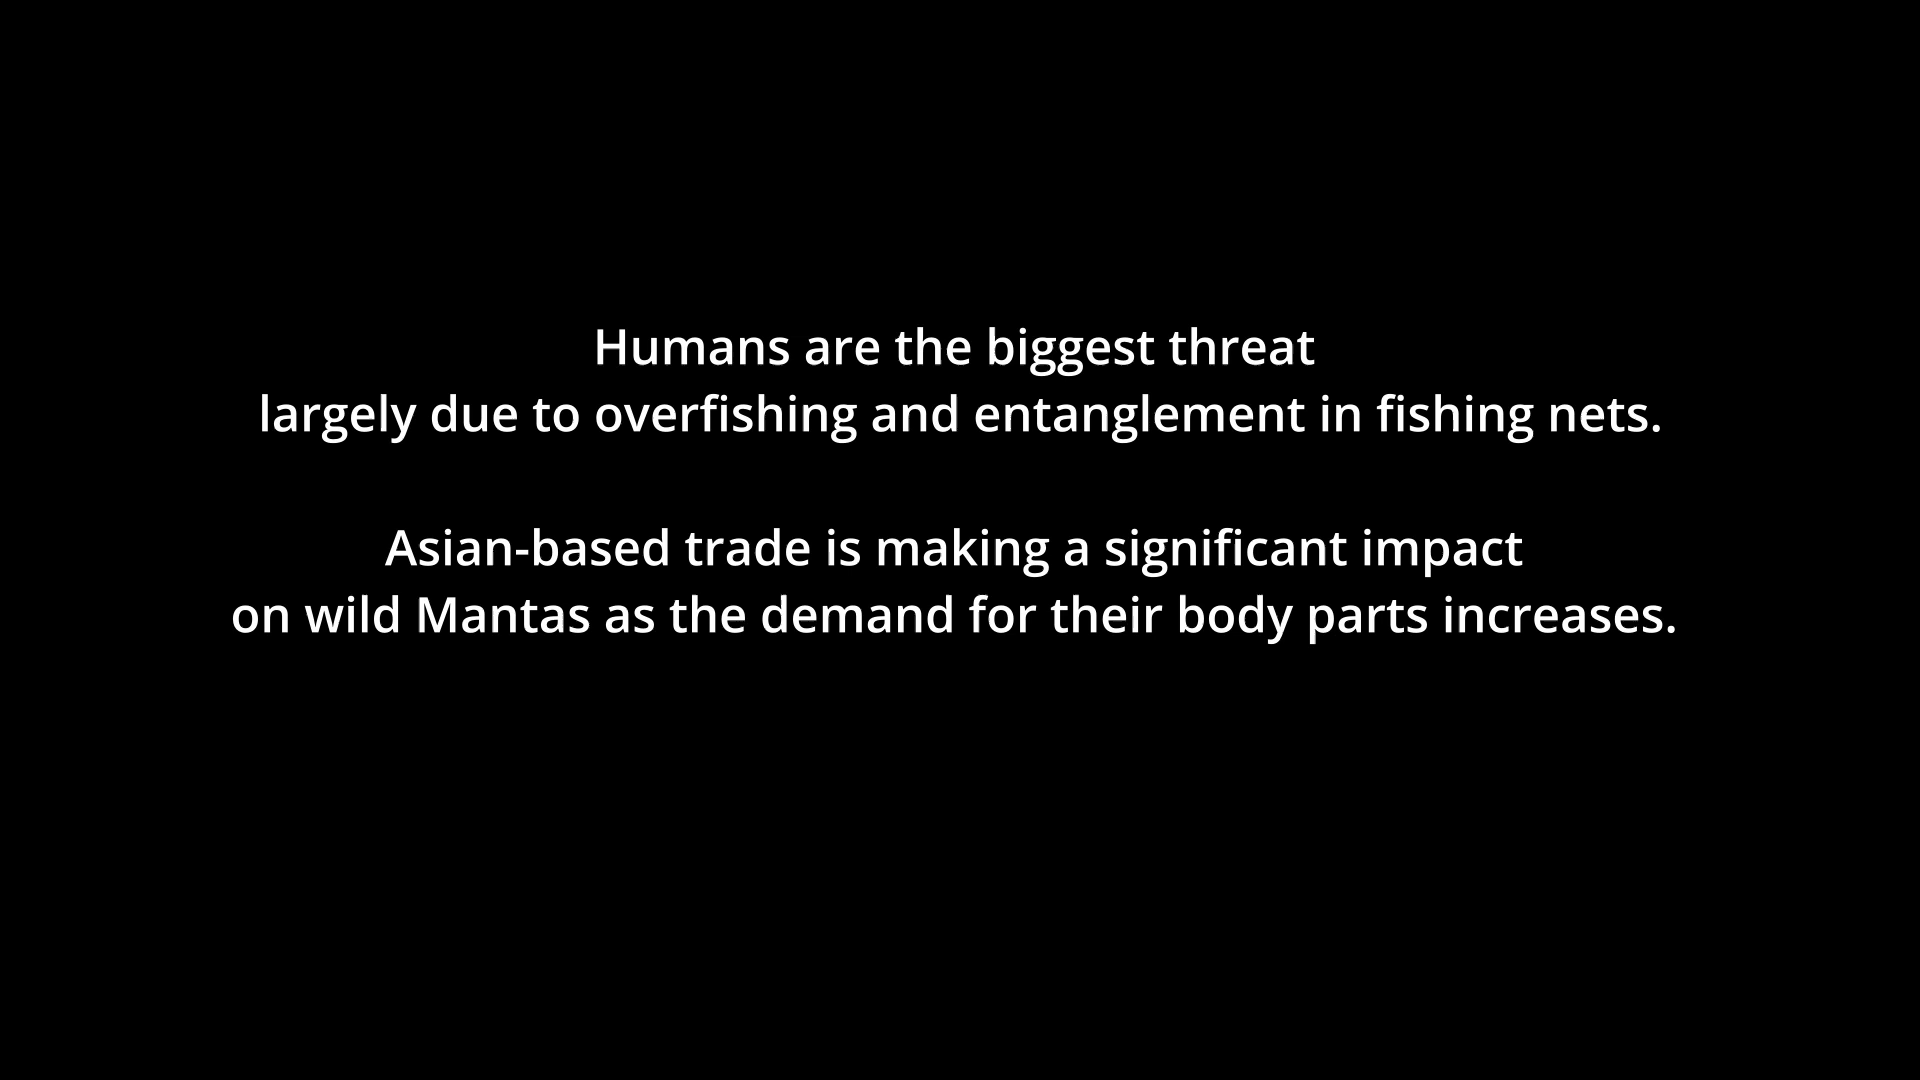 Humans are the biggest threat
largely due to overfishing and entanglement in fishing nets.
Asian-based trade is making a significant impact
on wild Mantas as the demand for their body parts increases.